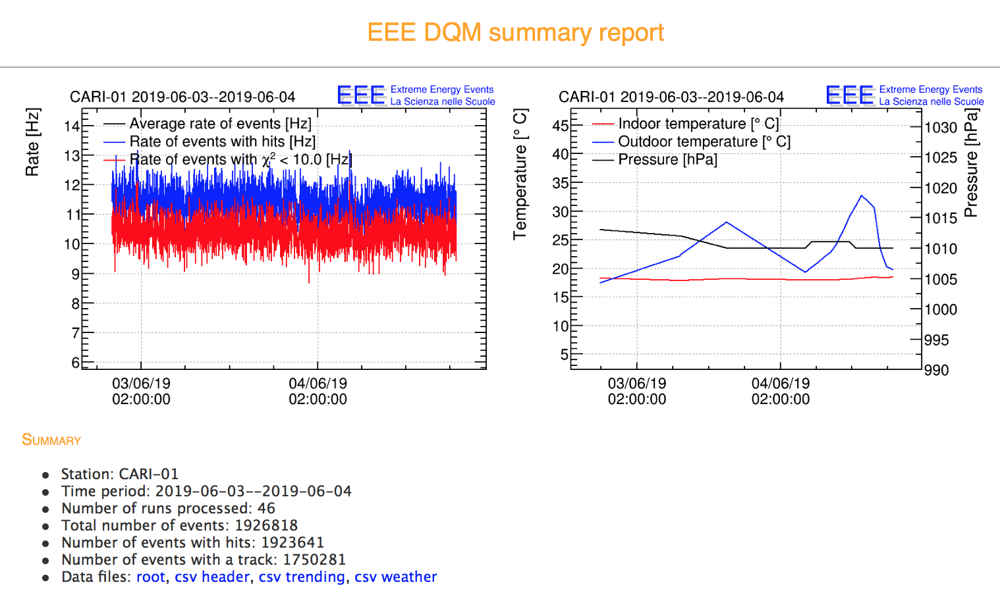 EEE DQM summary report
CARI-01 2019-06-03--2019-06-04
EEE Extreme Energy Events
La Scienza nelle Scuole
Rate [Hz]
Average rate of events [Hz]
Rate of events with hits [Hz]
Rate of events with χ² < 10.0 [Hz]
14
13
12
11
10
9
8
7
6
03/06/19 04/06/19
02:00:00 02:00:00
CARI-01 2019-06-03--2019-06-04
EEE Extreme Energy Events
La Scienza nelle Scuole
Temperature [° C]
Indoor temperature [° C]
Outdoor temperature [° C]
Pressure [hPa]
45
40
35
30
25
20
15
10
5
Pressure [hPa]
1030
1025
1020
1015
1010
1005
1000
995
990
03/06/19 04/06/19
02:00:00 02:00:00
SUMMARY
• Station: CARI-01
• Time period: 2019-06-03--2019-06-04
• Number of runs processed: 46
• Total number of events: 1926818
• Number of events with hits: 1923641
• Number of events with a track: 1750281
• Data files: root, csv header, csv trending, csv weather